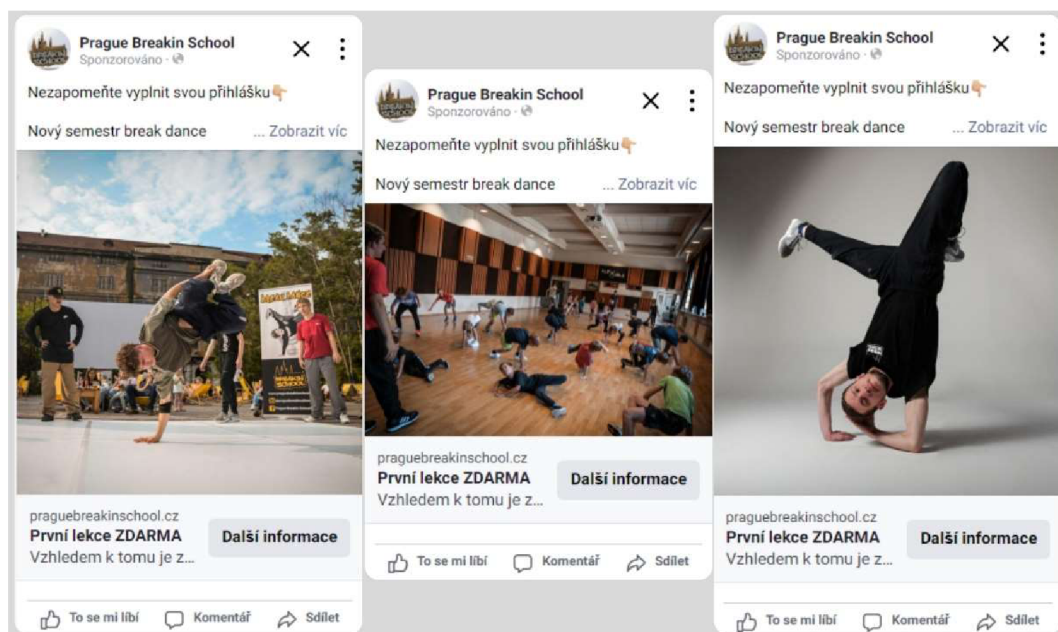 Prague Breakin School
Sponzorováno ·
Nezapomeňte vyplnit svou přihlášku👇🏼
Nový semestr break dance ... Zobrazit víc
BREAKIN
SCHOOL
praguebreakinschool.cz
První lekce ZDARMA
Vzhledem k tomu je z...
Další informace
To se mi líbí Komentář Sdílet
Prague Breakin School
Sponzorováno ·
Nezapomeňte vyplnit svou přihlášku👇🏼
Nový semestr break dance ... Zobrazit víc
praguebreakinschool.cz
První lekce ZDARMA
Vzhledem k tomu je z...
Další informace
To se mi líbí Komentář Sdílet
Prague Breakin School
Sponzorováno ·
Nezapomeňte vyplnit svou přihlášku👇🏼
Nový semestr break dance ... Zobrazit víc
praguebreakinschool.cz
První lekce ZDARMA
Vzhledem k tomu je z...
Další informace
To se mi líbí Komentář Sdílet